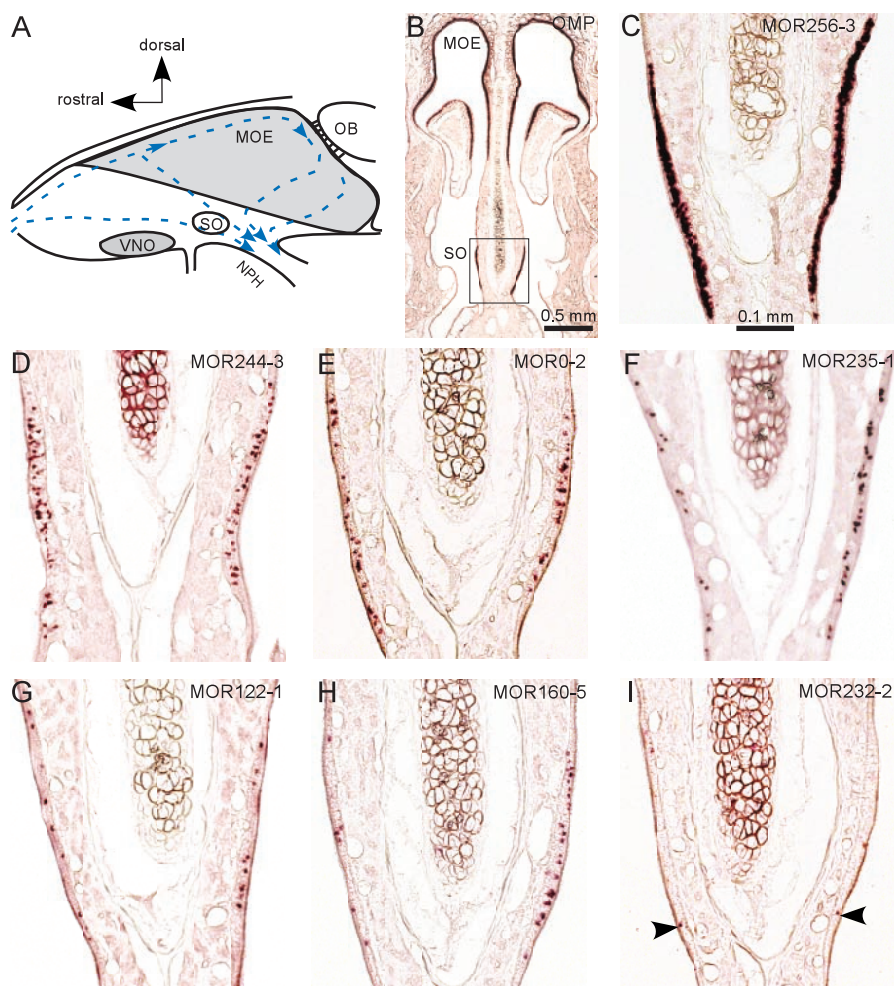 A
dorsal
rostral
MOE
OB
SO
VNO
NPH
B
OMP
MOE
SO
0.5 mm
C
MOR256-3
0.1 mm
D
MOR244-3
E
MOR0-2
F
MOR235-1
G
MOR122-1
H
MOR160-5
I
MOR232-2